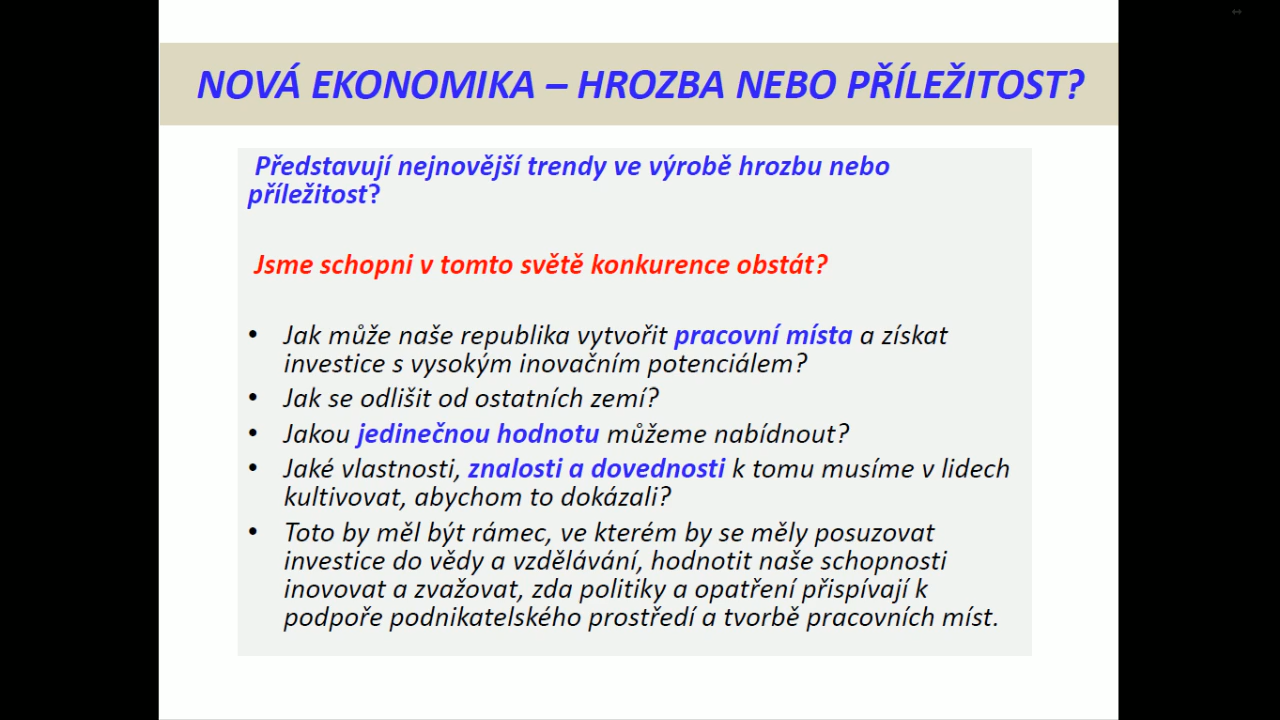 NOVÁ EKONOMIKA – HROZBA NEBO PŘÍLEŽITOST?
Představují nejnovější trendy ve výrobě hrozbu nebo
příležitost?
Jsme schopni v tomto světě konkurence obstát?
• Jak může naše republika vytvořit pracovní místa a získat
investice s vysokým inovačním potenciálem?
• Jak se odlišit od ostatních zemí?
• Jakou jedinečnou hodnotu můžeme nabídnout?
• Jaké vlastnosti, znalosti a dovednosti k tomu musíme v lidech
kultivovat, abychom to dokázali?
• Toto by měl být rámec, ve kterém by se měly posuzovat
investice do vědy a vzdělávání, hodnotit naše schopnosti
inovovat a zvažovat, zda politiky a opatření přispívají k
podpoře podnikatelského prostředí a tvorbě pracovních míst.